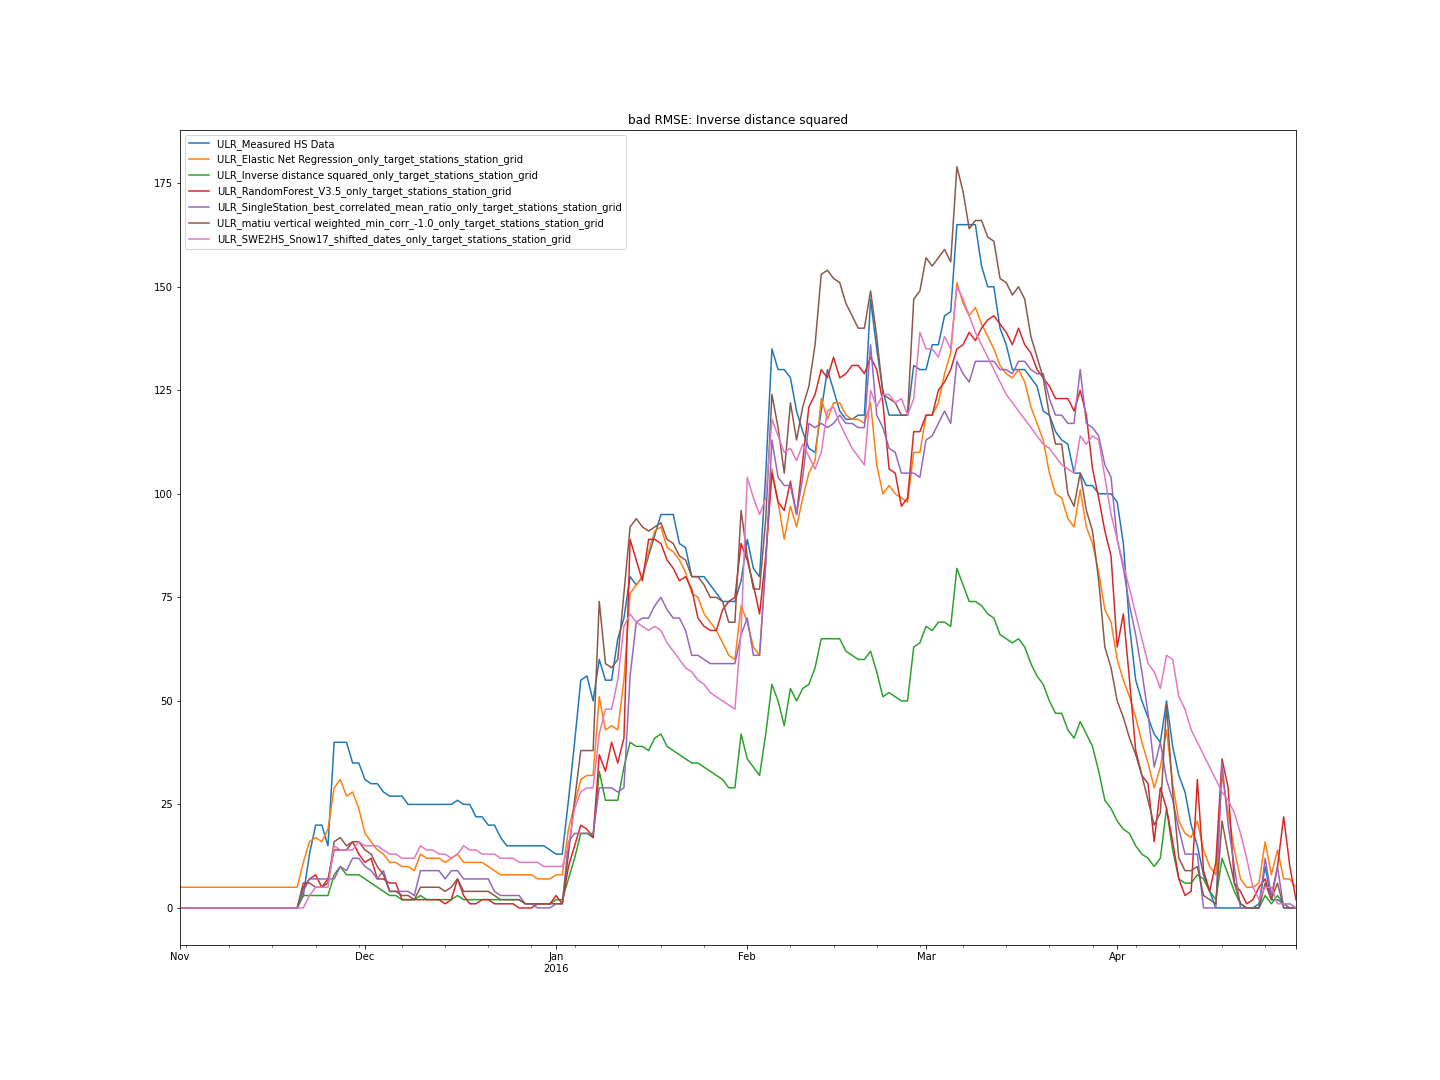 bad RMSE: Inverse distance squared
ULR_Measured HS Data
ULR_Elastic Net Regression_only_target_stations_station_grid
ULR_Inverse distance squared_only_target_stations_station_grid
ULR_RandomForest_V3.5_only_target_stations_station_grid
ULR_SingleStation_best_correlated_mean_ratio_only_target_stations_station_grid
ULR_matiu vertical weighted_min_corr_-1.0_only_target_stations_station_grid
ULR_SWE2HS_Snow17_shifted_dates_only_target_stations_station_grid
175
150
125
100
75
50
25
0
Nov Dec Jan Feb Mar Apr
2016